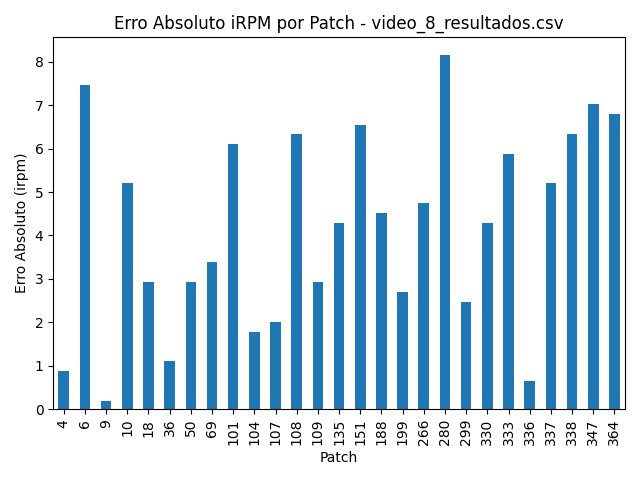 Erro Absoluto iRPM por Patch - video_8_resultados.csv
Erro Absoluto (irpm)
8
7
6
5
4
3
2
1
0
4 6 9 10 18 36 50 69 101 104 107 108 109 135 151 188 199 266 280 299 330 333 336 337 338 347 364
Patch